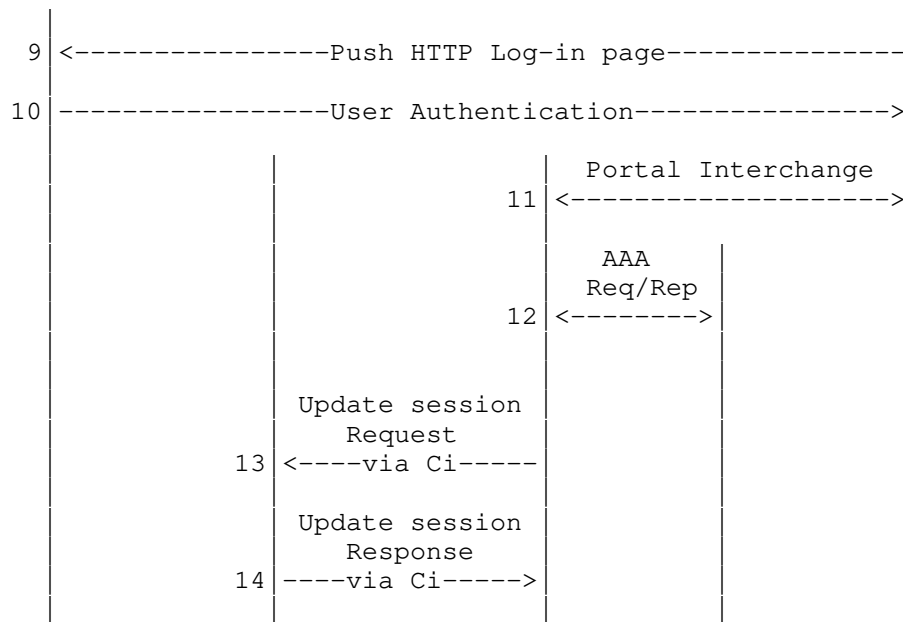 9 <----------------Push HTTP Log-in page---------------
10 -----------------User Authentication---------------->
Portal Interchange
11 <-------------------->
AAA
Req/Rep
12 <-------->
Update session
Request
13 <----via Ci-----
Update session
Response
14 ----via Ci----->